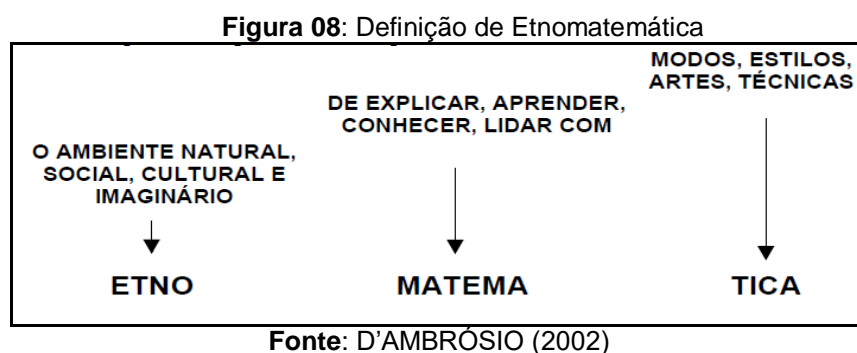 Figura 08: Definição de Etnomatemática
MODOS, ESTILOS,
ARTES, TÉCNICAS
DE EXPLICAR, APRENDER,
CONHECER, LIDAR COM
O AMBIENTE NATURAL,
SOCIAL, CULTURAL E
IMAGINÁRIO
ETNO MATEMA TICA
Fonte: D’AMBRÓSIO (2002)